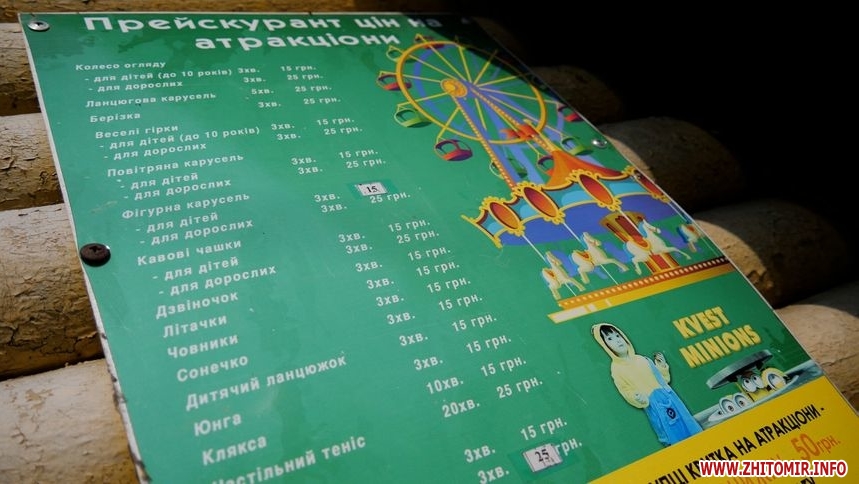 Прейскурант цін на
атракціони
Колесо огляду
- для дітей (до 10 років) 3хв. 15 грн.
- для дорослих 3хв. 25 грн.
Ланцюгова карусель 5хв. 25 грн.
Берізка 3хв. 25 грн.
Веселі гірки
- для дітей (до 10 років) 3хв. 15 грн.
- для дорослих 3хв. 25 грн.
Повітряна карусель
- для дітей 3хв. 15 грн.
- для дорослих 3хв. 25 грн.
Фігурна карусель
- для дітей 3хв. 15
- для дорослих 3хв. 25 грн.
Кавові чашки
- для дітей 3хв. 15 грн.
- для дорослих 3хв. 25 грн.
Дзвіночок 3хв. 15 грн.
Літачки 3хв. 15 грн.
Човники 3хв. 15 грн.
Сонечко 3хв. 15 грн.
Дитячий ланцюжок 3хв. 15 грн.
Юнга 10хв. 15 грн.
Клякса 20хв. 25 грн.
Настільний теніс
3хв. 15 грн.
3хв. 25 грн.
KVEST
MINIONS
КВИТКА НА АТРАКЦІОНИ -
50грн.
WWW.ZHITOMIR.INFO